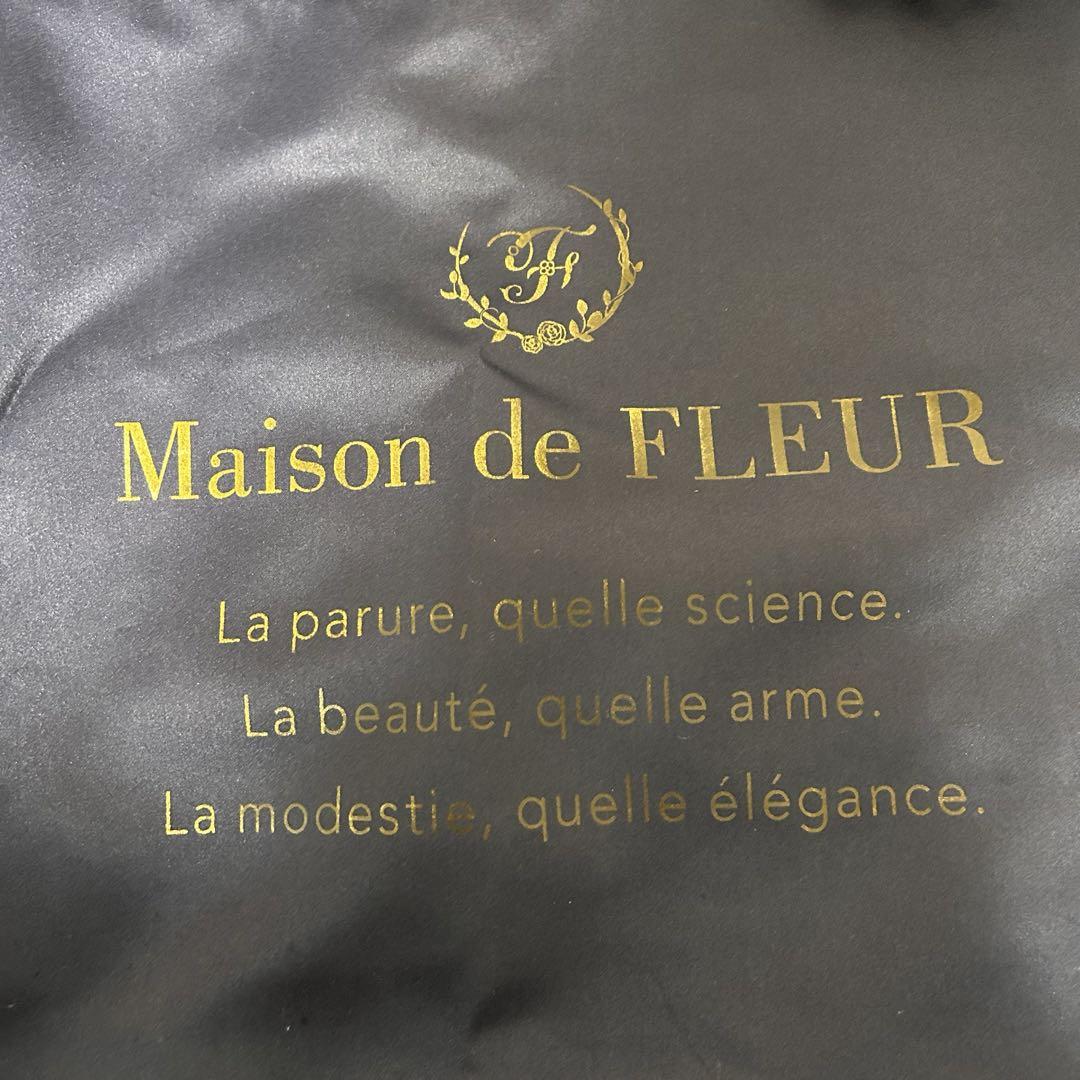 F
Maison de FLEUR
La parure, quelle science.
La beauté, quelle arme.
La modestie, quelle élégance.